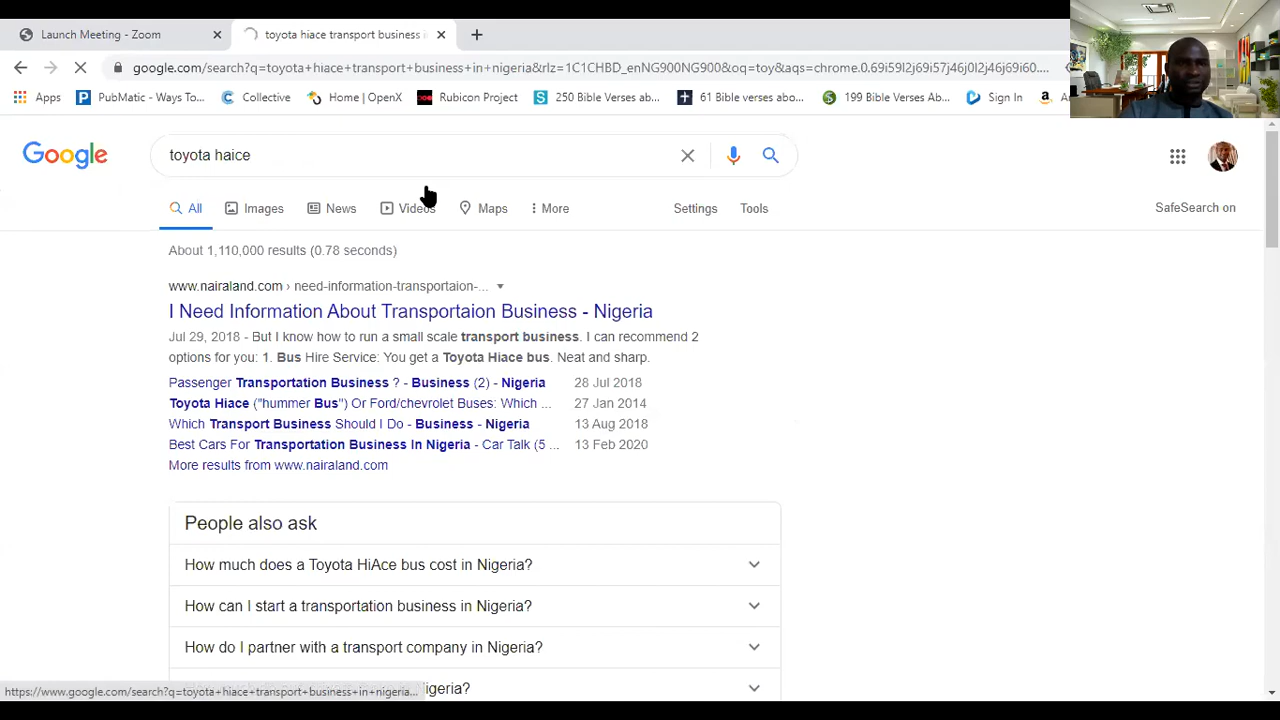 Launch Meeting - Zoom
toyota hiace transport business i
google.com/search?q=toyota+hiace+transport+business+in+nigeria&rlz=1C1CHBD_enNG900NG900&oq=toy&aqs=chrome.0.69i59l2j69i57j46j0l2j46j69i60....
Apps
PubMatic - Ways To...
Collective
Home | OpenX
Rubicon Project
250 Bible Verses ab...
61 Bible verses abo...
199 Bible Verses Ab...
Sign In
Google
toyota haice
All
Images
News
Videos
Maps
More
Settings
Tools
SafeSearch on
About 1,110,000 results (0.78 seconds)
www.nairaland.com › need-information-transportaion-...
I Need Information About Transportaion Business - Nigeria
Jul 29, 2018 - But I know how to run a small scale transport business. I can recommend 2
options for you: 1. Bus Hire Service: You get a Toyota Hiace bus. Neat and sharp.
Passenger Transportation Business ? - Business (2) - Nigeria 28 Jul 2018
Toyota Hiace ("hummer Bus") Or Ford/chevrolet Buses: Which ... 27 Jan 2014
Which Transport Business Should I Do - Business - Nigeria 13 Aug 2018
Best Cars For Transportation Business In Nigeria - Car Talk (5 ... 13 Feb 2020
More results from www.nairaland.com
People also ask
How much does a Toyota HiAce bus cost in Nigeria?
How can I start a transportation business in Nigeria?
How do I partner with a transport company in Nigeria?
igeria?
https://www.google.com/search?q=toyota+hiace+transport+business+in+nigeria...